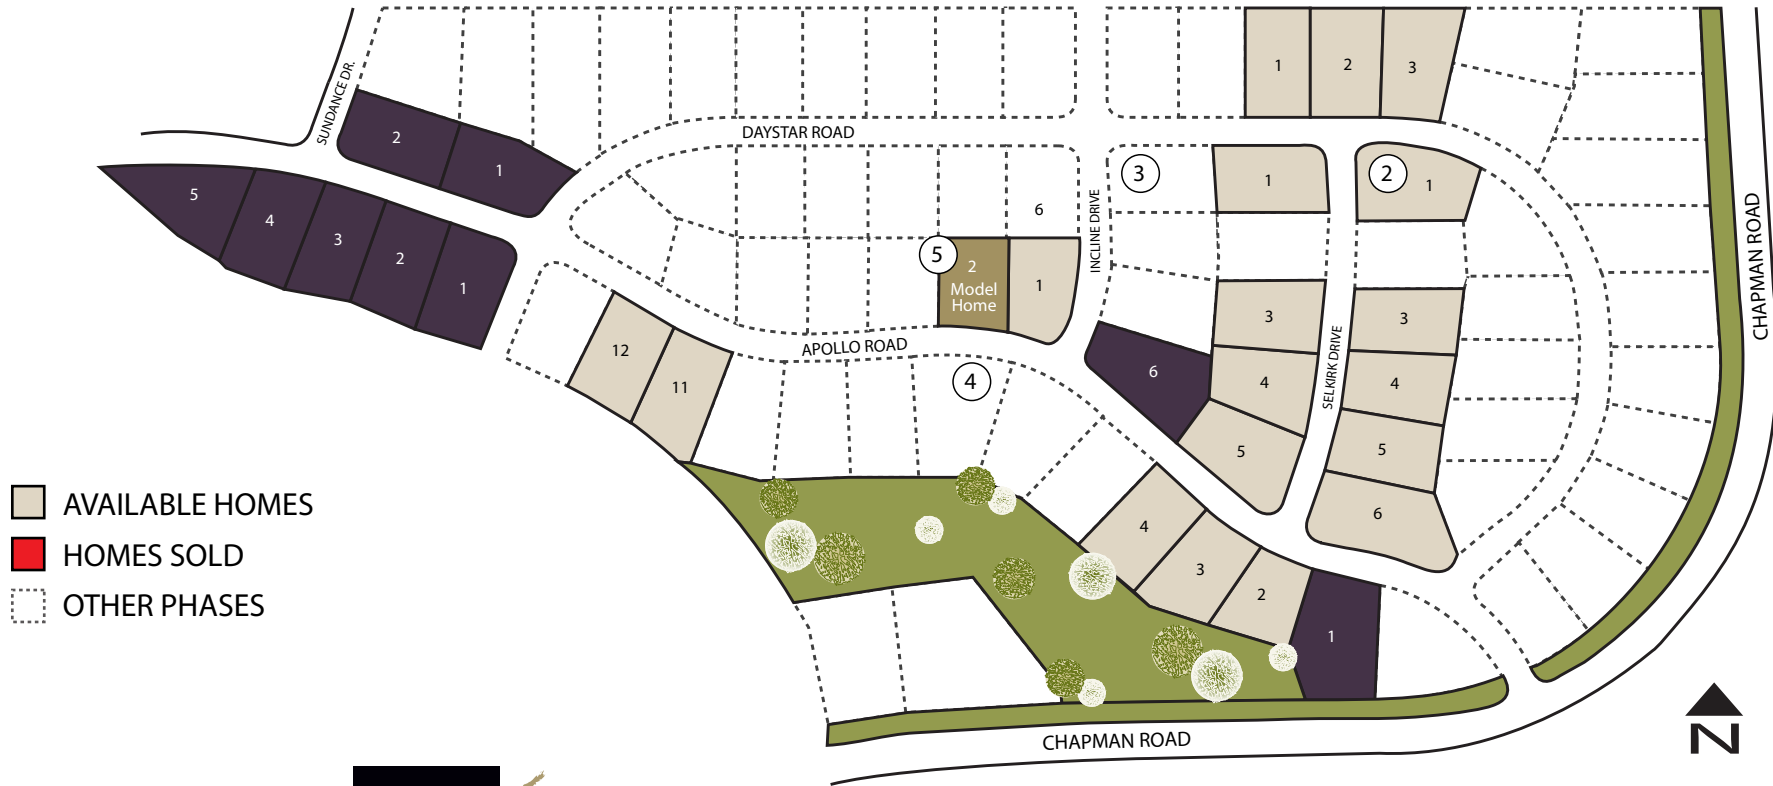 1
2
3
SUNDANCE DR.
2
1
DAYSTAR ROAD
5
4
3
2
1
3
1
2
1
6
INCLINE DRIVE
5
2
Model
Home
1
CHAPMAN ROAD
3
3
12
11
APOLLO ROAD
4
6
4
SELKIRK DRIVE
4
5
5
6
4
3
2
1
AVAILABLE HOMES
HOMES SOLD
OTHER PHASES
CHAPMAN ROAD
N